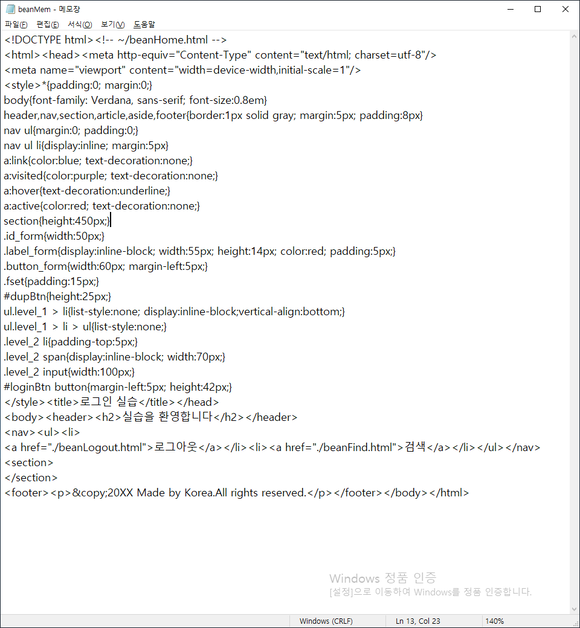 beanMem - 메모장
파일(F) 편집(E) 서식(O) 보기(V) 도움말
<!DOCTYPE html><!-- ~/beanHome.html -->
<html><head><meta http-equiv="Content-Type" content="text/html; charset=utf-8"/>
<meta name="viewport" content="width=device-width,initial-scale=1"/>
<style>*{padding:0; margin:0;}
body{font-family: Verdana, sans-serif; font-size:0.8em}
header,nav,section,article,aside,footer{border:1px solid gray; margin:5px; padding:8px}
nav ul{margin:0; padding:0;}
nav ul li{display:inline; margin:5px}
a:link{color:blue; text-decoration:none;}
a:visited{color:purple; text-decoration:none;}
a:hover{text-decoration:underline;}
a:active{color:red; text-decoration:none;}
section{height:450px;}
.id_form{width:50px;}
.label_form{display:inline-block; width:55px; height:14px; color:red; padding:5px;}
.button_form{width:60px; margin-left:5px;}
.fset{padding:15px;}
#dupBtn{height:25px;}
ul.level_1 > li{list-style:none; display:inline-block;vertical-align:bottom;}
ul.level_1 > li > ul{list-style:none;}
.level_2 li{padding-top:5px;}
.level_2 span{display:inline-block; width:70px;}
.level_2 input{width:100px;}
#loginBtn button{margin-left:5px; height:42px;}
</style><title>로그인 실습</title></head>
<body><header><h2>실습을 환영합니다</h2></header>
<nav><ul><li>
<a href="./beanLogout.html">로그아웃</a></li><li><a href="./beanFind.html">검색</a></li></ul></nav>
<section>
</section>
<footer><p>&copy;20XX Made by Korea.All rights reserved.</p></footer></body></html>
Windows 정품 인증
[설정]으로 이동하여 Windows를 정품 인증합니다.
Windows (CRLF) Ln 13, Col 23 140%